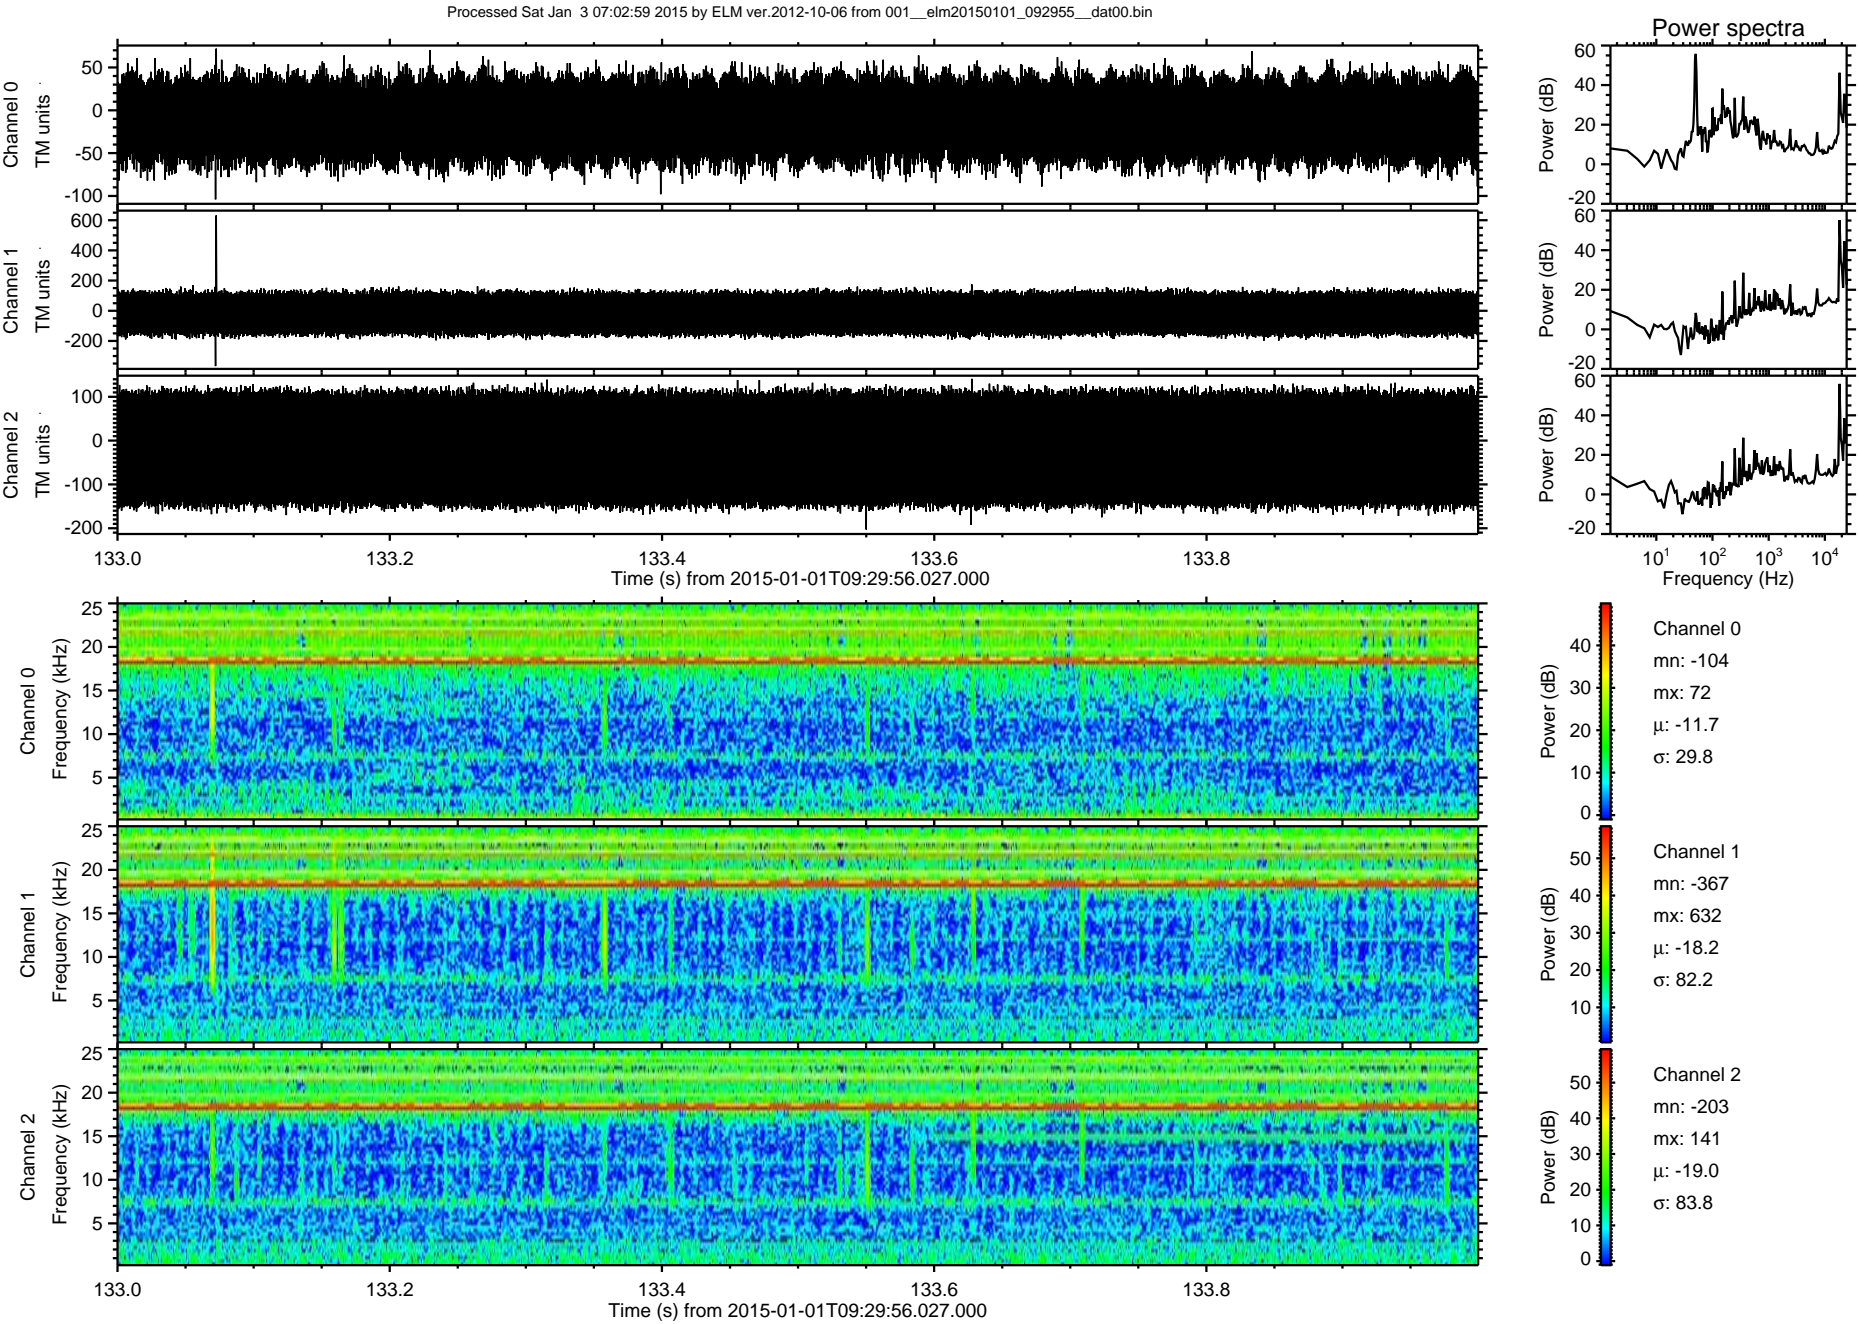 Processed Sat Jan  3 07:02:59 2015 by ELM ver.2012-10-06 from 001__elm20150101_092955__dat00.bin
Power spectra
Channel 0
TM units
50
0
-50
-100
Power (dB)
60
40
20
0
-20
Channel 1
TM units
600
400
200
0
-200
Power (dB)
60
40
20
0
-20
Channel 2
TM units
100
0
-100
-200
Power (dB)
60
40
20
0
-20
133.0 133.2 133.4 133.6 133.8
Time (s) from 2015-01-01T09:29:56.027.000
10¹ 10² 10³ 10⁴
Frequency (Hz)
Channel 0
Frequency (kHz)
25
20
15
10
5
Power (dB)
40
30
20
10
0
Channel 0
mn: -104
mx: 72
μ: -11.7
σ: 29.8
Channel 1
Frequency (kHz)
25
20
15
10
5
Power (dB)
50
40
30
20
10
Channel 1
mn: -367
mx: 632
μ: -18.2
σ: 82.2
Channel 2
Frequency (kHz)
25
20
15
10
5
Power (dB)
50
40
30
20
10
0
Channel 2
mn: -203
mx: 141
μ: -19.0
σ: 83.8
133.0 133.2 133.4 133.6 133.8
Time (s) from 2015-01-01T09:29:56.027.000